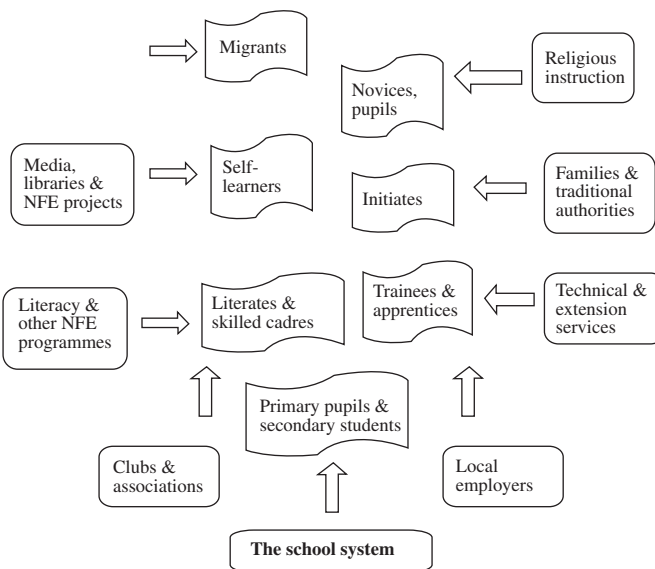 Migrants
Religious
instruction
Novices,
pupils
Media,
libraries &
NFE projects
Self-
learners
Initiates
Families &
traditional
authorities
Literacy &
other NFE
programmes
Literates &
skilled cadres
Trainees &
apprentices
Technical &
extension
services
Primary pupils &
secondary students
Clubs &
associations
Local
employers
The school system